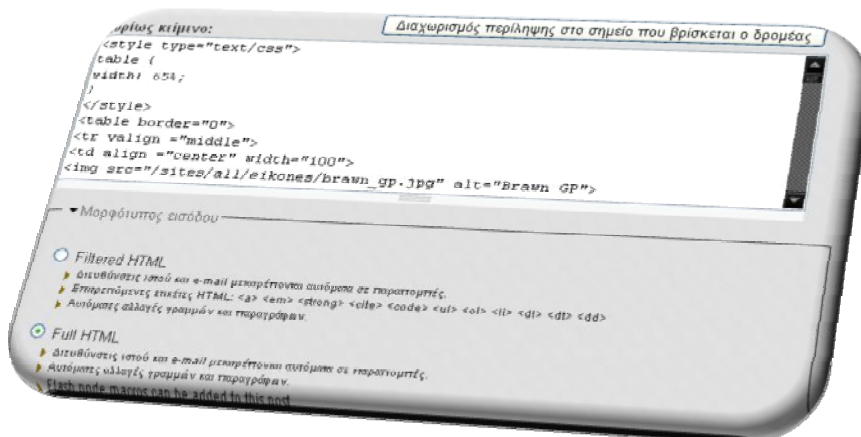 κυρίως κείμενο:
Διαχωρισμός περίληψης στο σημείο που βρίσκεται ο δρομέας
<style type="text/css">
table {
width: 65%;
}
</style>
<table border="0">
<tr valign ="middle">
<td align ="center" width="100">
<img src="/sites/all/eikones/brawn_gp.jpg" alt="Brawn GP">
Μορφότυπος εισόδου
Filtered HTML
Διευθύνσεις ιστού και e-mail μετατρέπονται αυτόματα σε παραπομπές.
Επιτρεπόμενες ετικέτες HTML: <a> <em> <strong> <cite> <code> <ul> <ol> <li> <dl> <dt> <dd>
Αυτόματες αλλαγές γραμμών και παραγράφων.
Full HTML
Διευθύνσεις ιστού και e-mail μετατρέπονται αυτόματα σε παραπομπές.
Αυτόματες αλλαγές γραμμών και παραγράφων.
Flash node macros can be added to this post